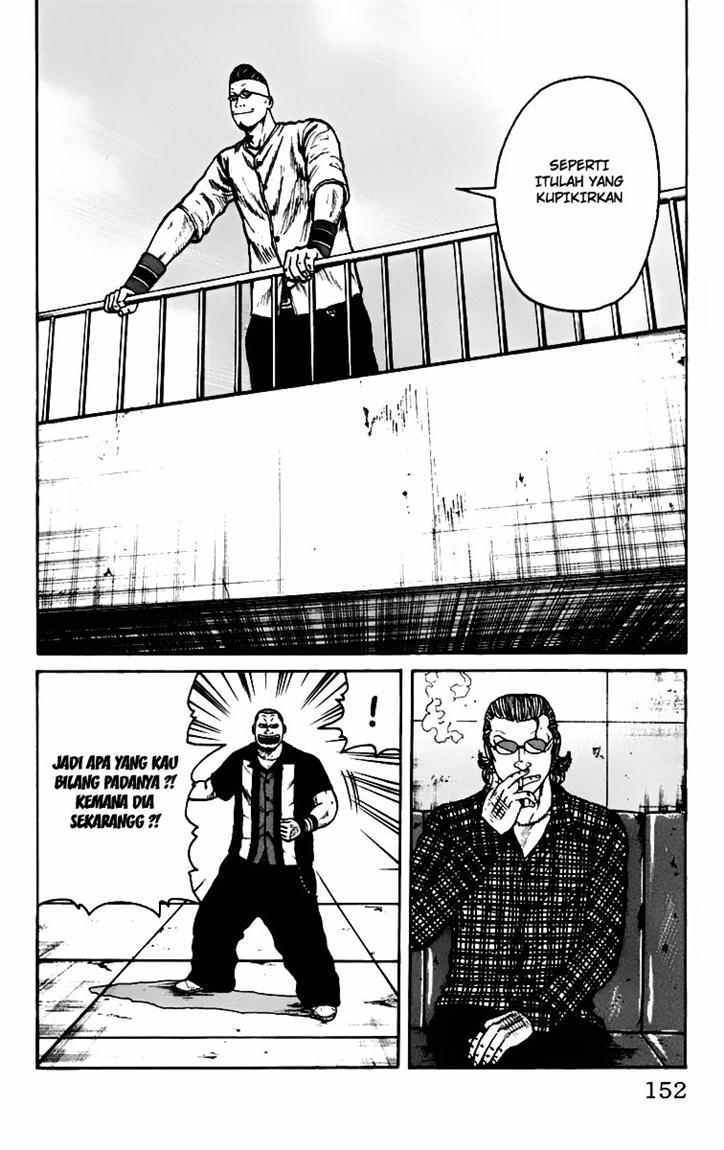 SEPERTI
ITULAH YANG
KUPIKIRKAN
!
JADI APA YANG KAU
BILANG PADANYA ?!
KEMANA DIA
SEKARANGG ?!
152